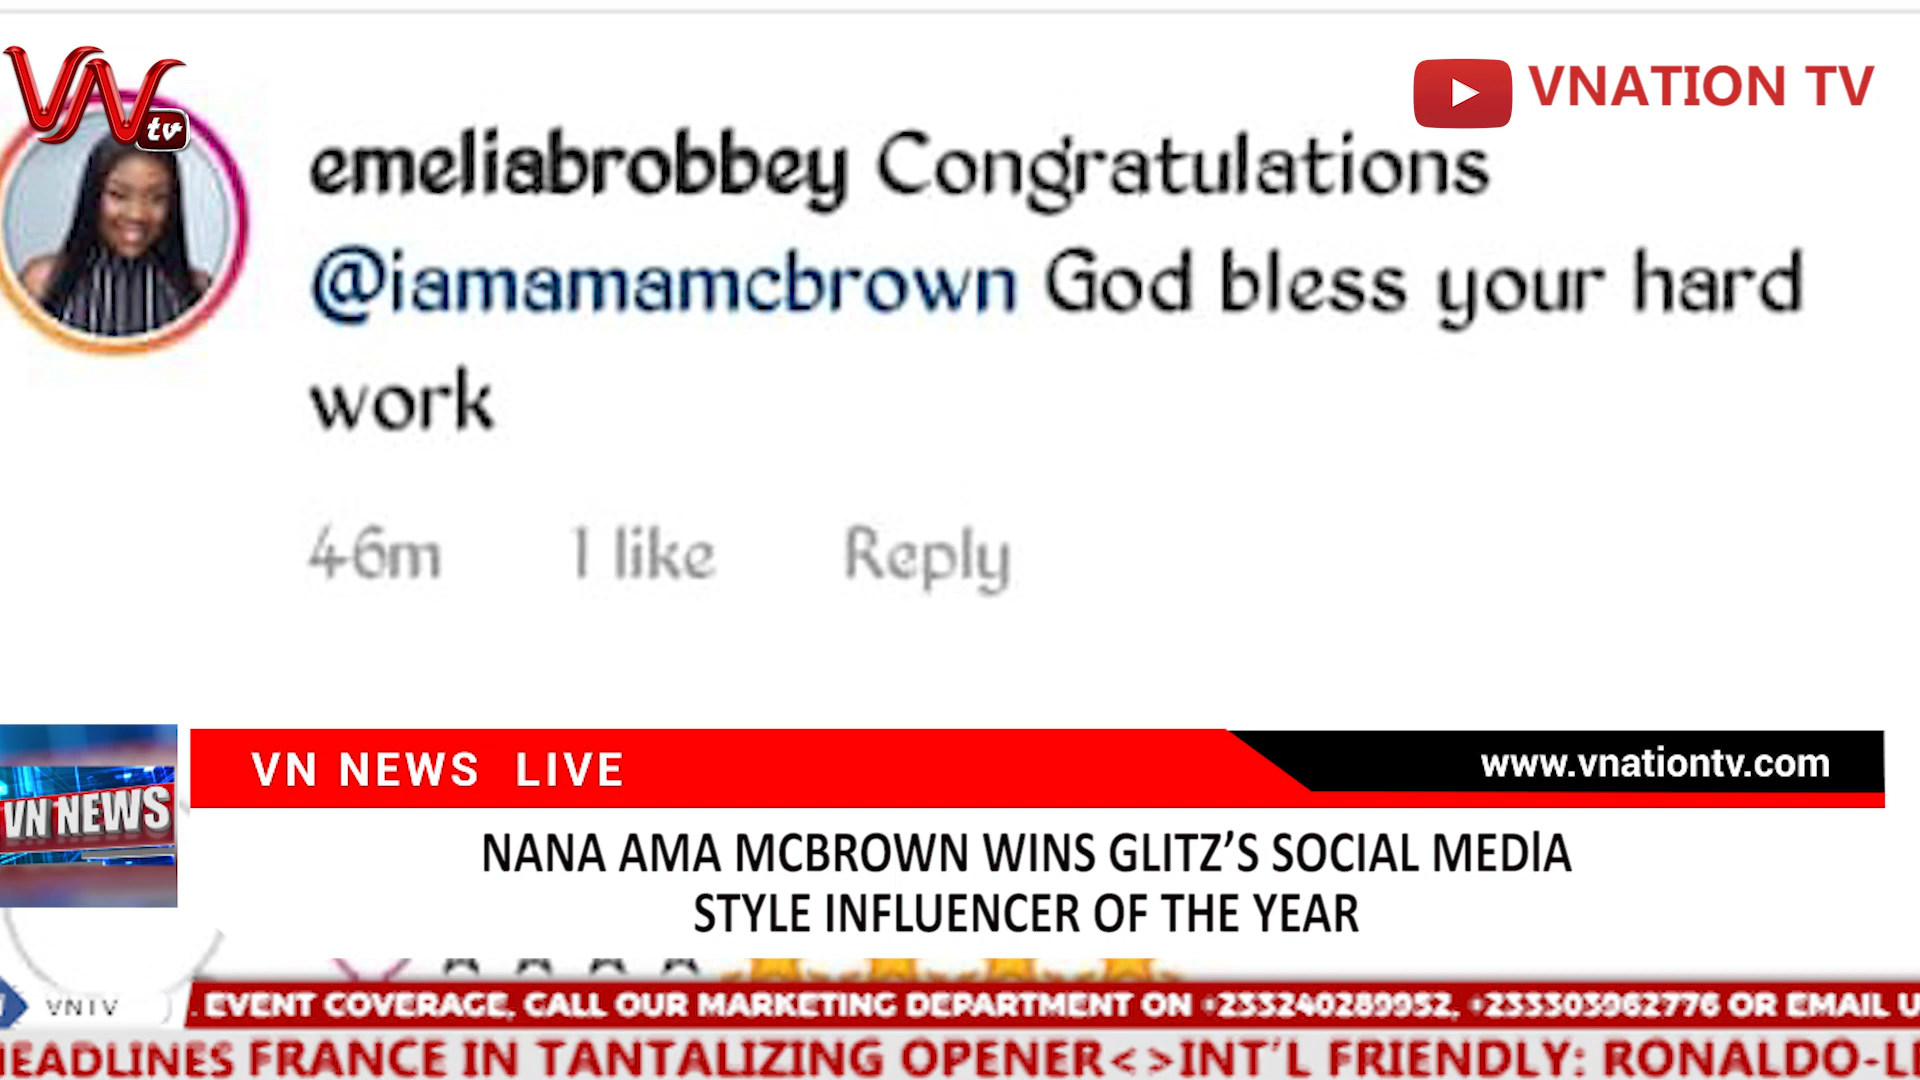 VN tv
VNATION TV
emeliabrobbey Congratulations
@iamamamcbrown God bless your hard
work
46m 1 like Reply
VN NEWS LIVE
www.vnationtv.com
VN NEWS
NANA AMA MCBROWN WINS GLITZ’S SOCIAL MEDIA
STYLE INFLUENCER OF THE YEAR
VNTV
. EVENT COVERAGE, CALL OUR MARKETING DEPARTMENT ON +233240289952, +233303962776 OR EMAIL U
HEADLINES FRANCE IN TANTALIZING OPENER<>INT’L FRIENDLY: RONALDO-L